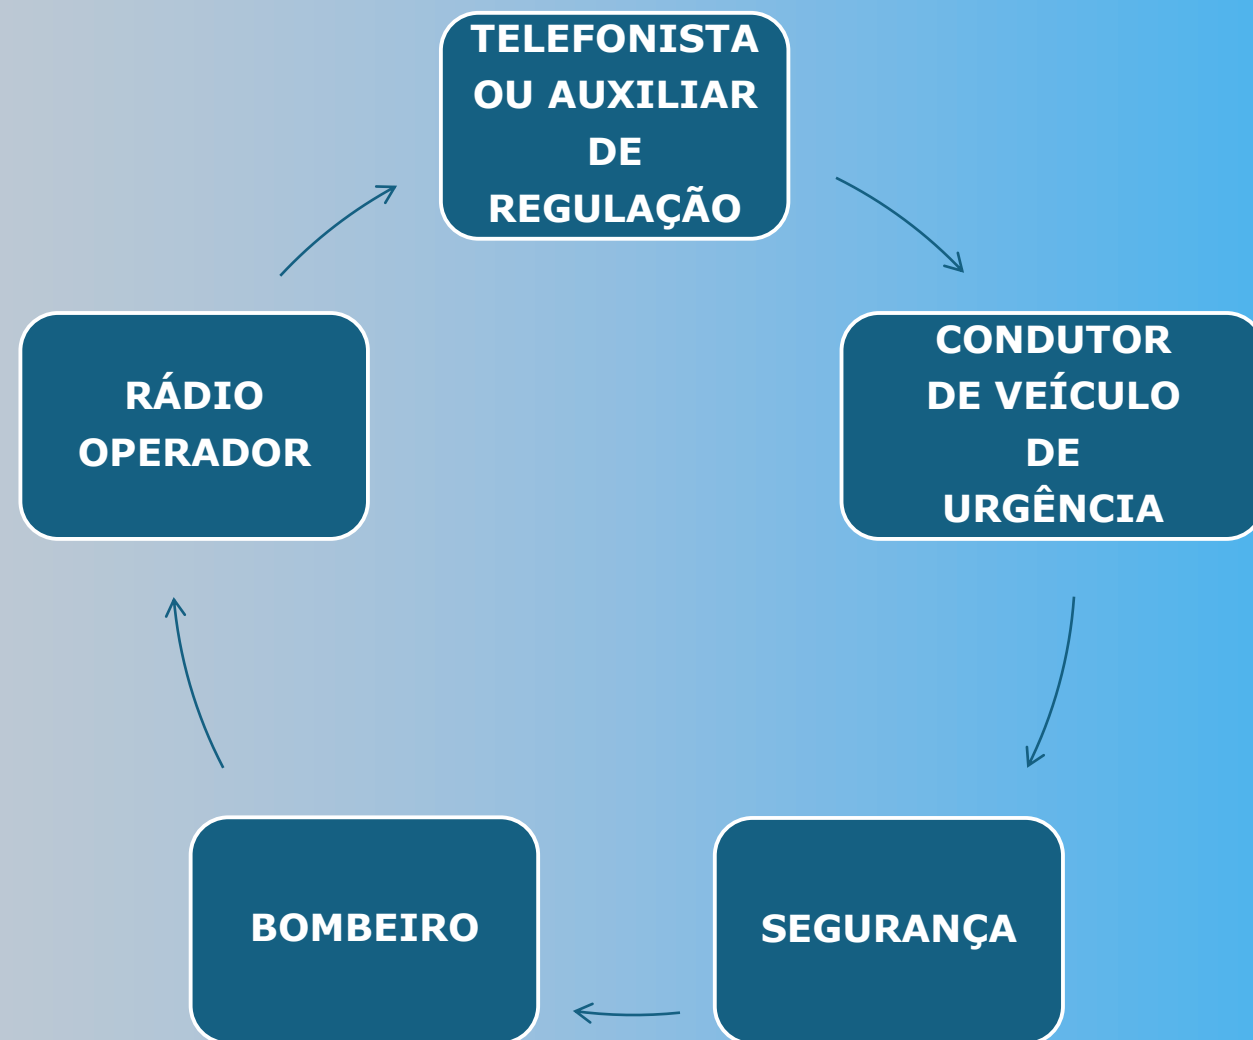 TELEFONISTA
OU AUXILIAR
DE
REGULAÇÃO
CONDUTOR
DE VEÍCULO
DE
URGÊNCIA
SEGURANÇA
BOMBEIRO
RÁDIO
OPERADOR